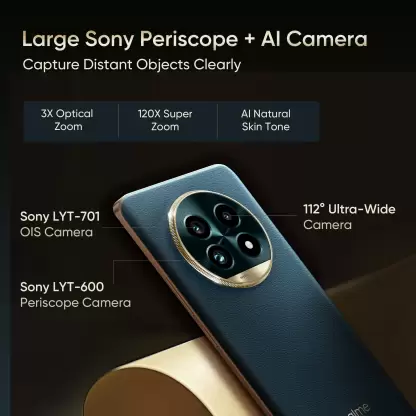 Large Sony Periscope + AI Camera
Capture Distant Objects Clearly
3X Optical
Zoom
120X Super
Zoom
AI Natural
Skin Tone
Sony LYT-701
OIS Camera
112° Ultra-Wide
Camera
Sony LYT-600
Periscope Camera